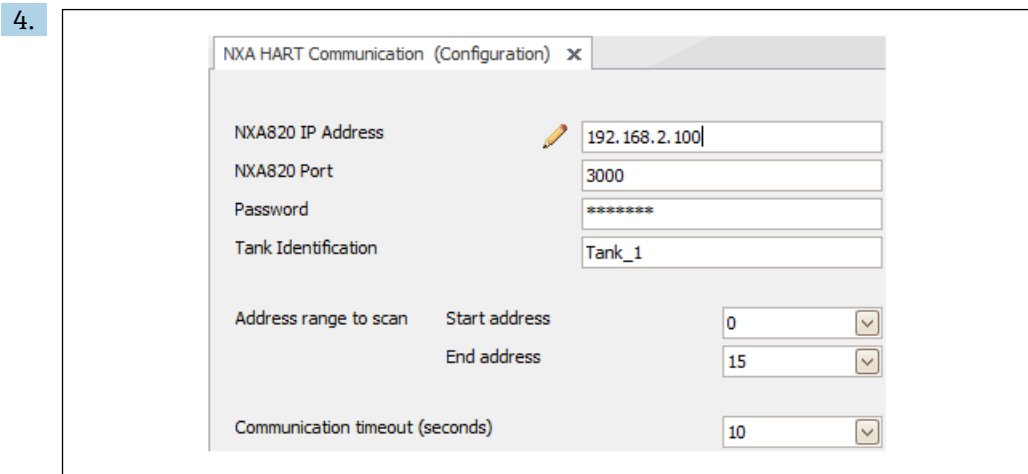 4.
NXA HART Communication (Configuration) x
NXA820 IP Address 192.168.2.100
NXA820 Port 3000
Password *******
Tank Identification Tank_1
Address range to scan Start address 0
End address 15
Communication timeout (seconds) 10